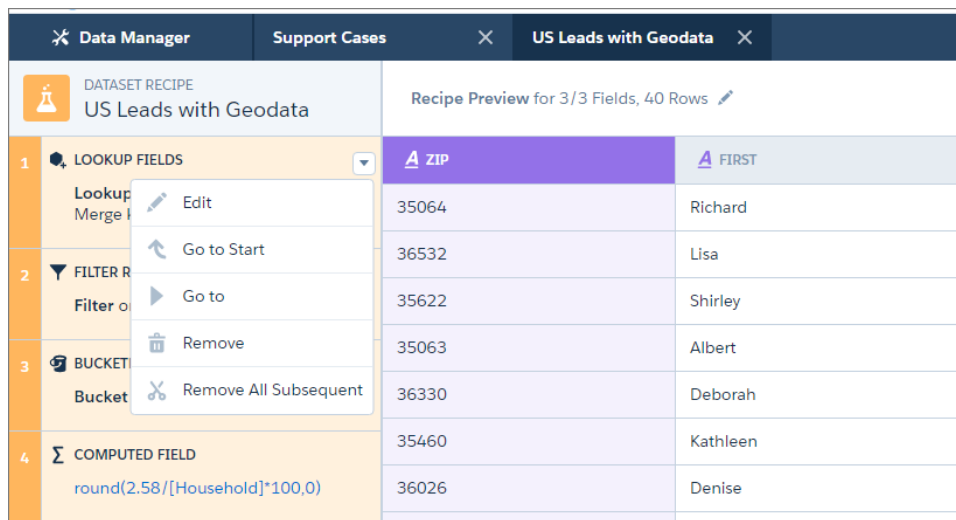 Data Manager
Support Cases
US Leads with Geodata
DATASET RECIPE
US Leads with Geodata
Recipe Preview for 3/3 Fields, 40 Rows
1 LOOKUP FIELDS
Lookup
Merge
Edit
Go to Start
Go to
Remove
Remove All Subsequent
2 FILTER R
Filter
3 BUCKET
Bucket
4 COMPUTED FIELD
round(2.58/[Household]*100,0)
A ZIP
A FIRST
35064 Richard
36532 Lisa
35622 Shirley
35063 Albert
36330 Deborah
35460 Kathleen
36026 Denise